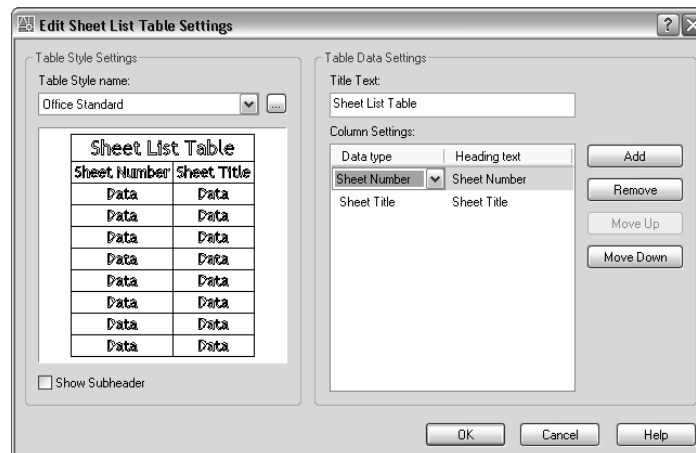 Edit Sheet List Table Settings
Table Style Settings
Table Style name:
Office Standard
...
Sheet List Table
Sheet Number Sheet Title
Data Data
Data Data
Data Data
Data Data
Data Data
Data Data
Data Data
Data Data
Show Subheader
Table Data Settings
Title Text:
Sheet List Table
Column Settings:
Data type Heading text
Sheet Number Sheet Number
Sheet Title Sheet Title
Add
Remove
Move Up
Move Down
OK Cancel Help